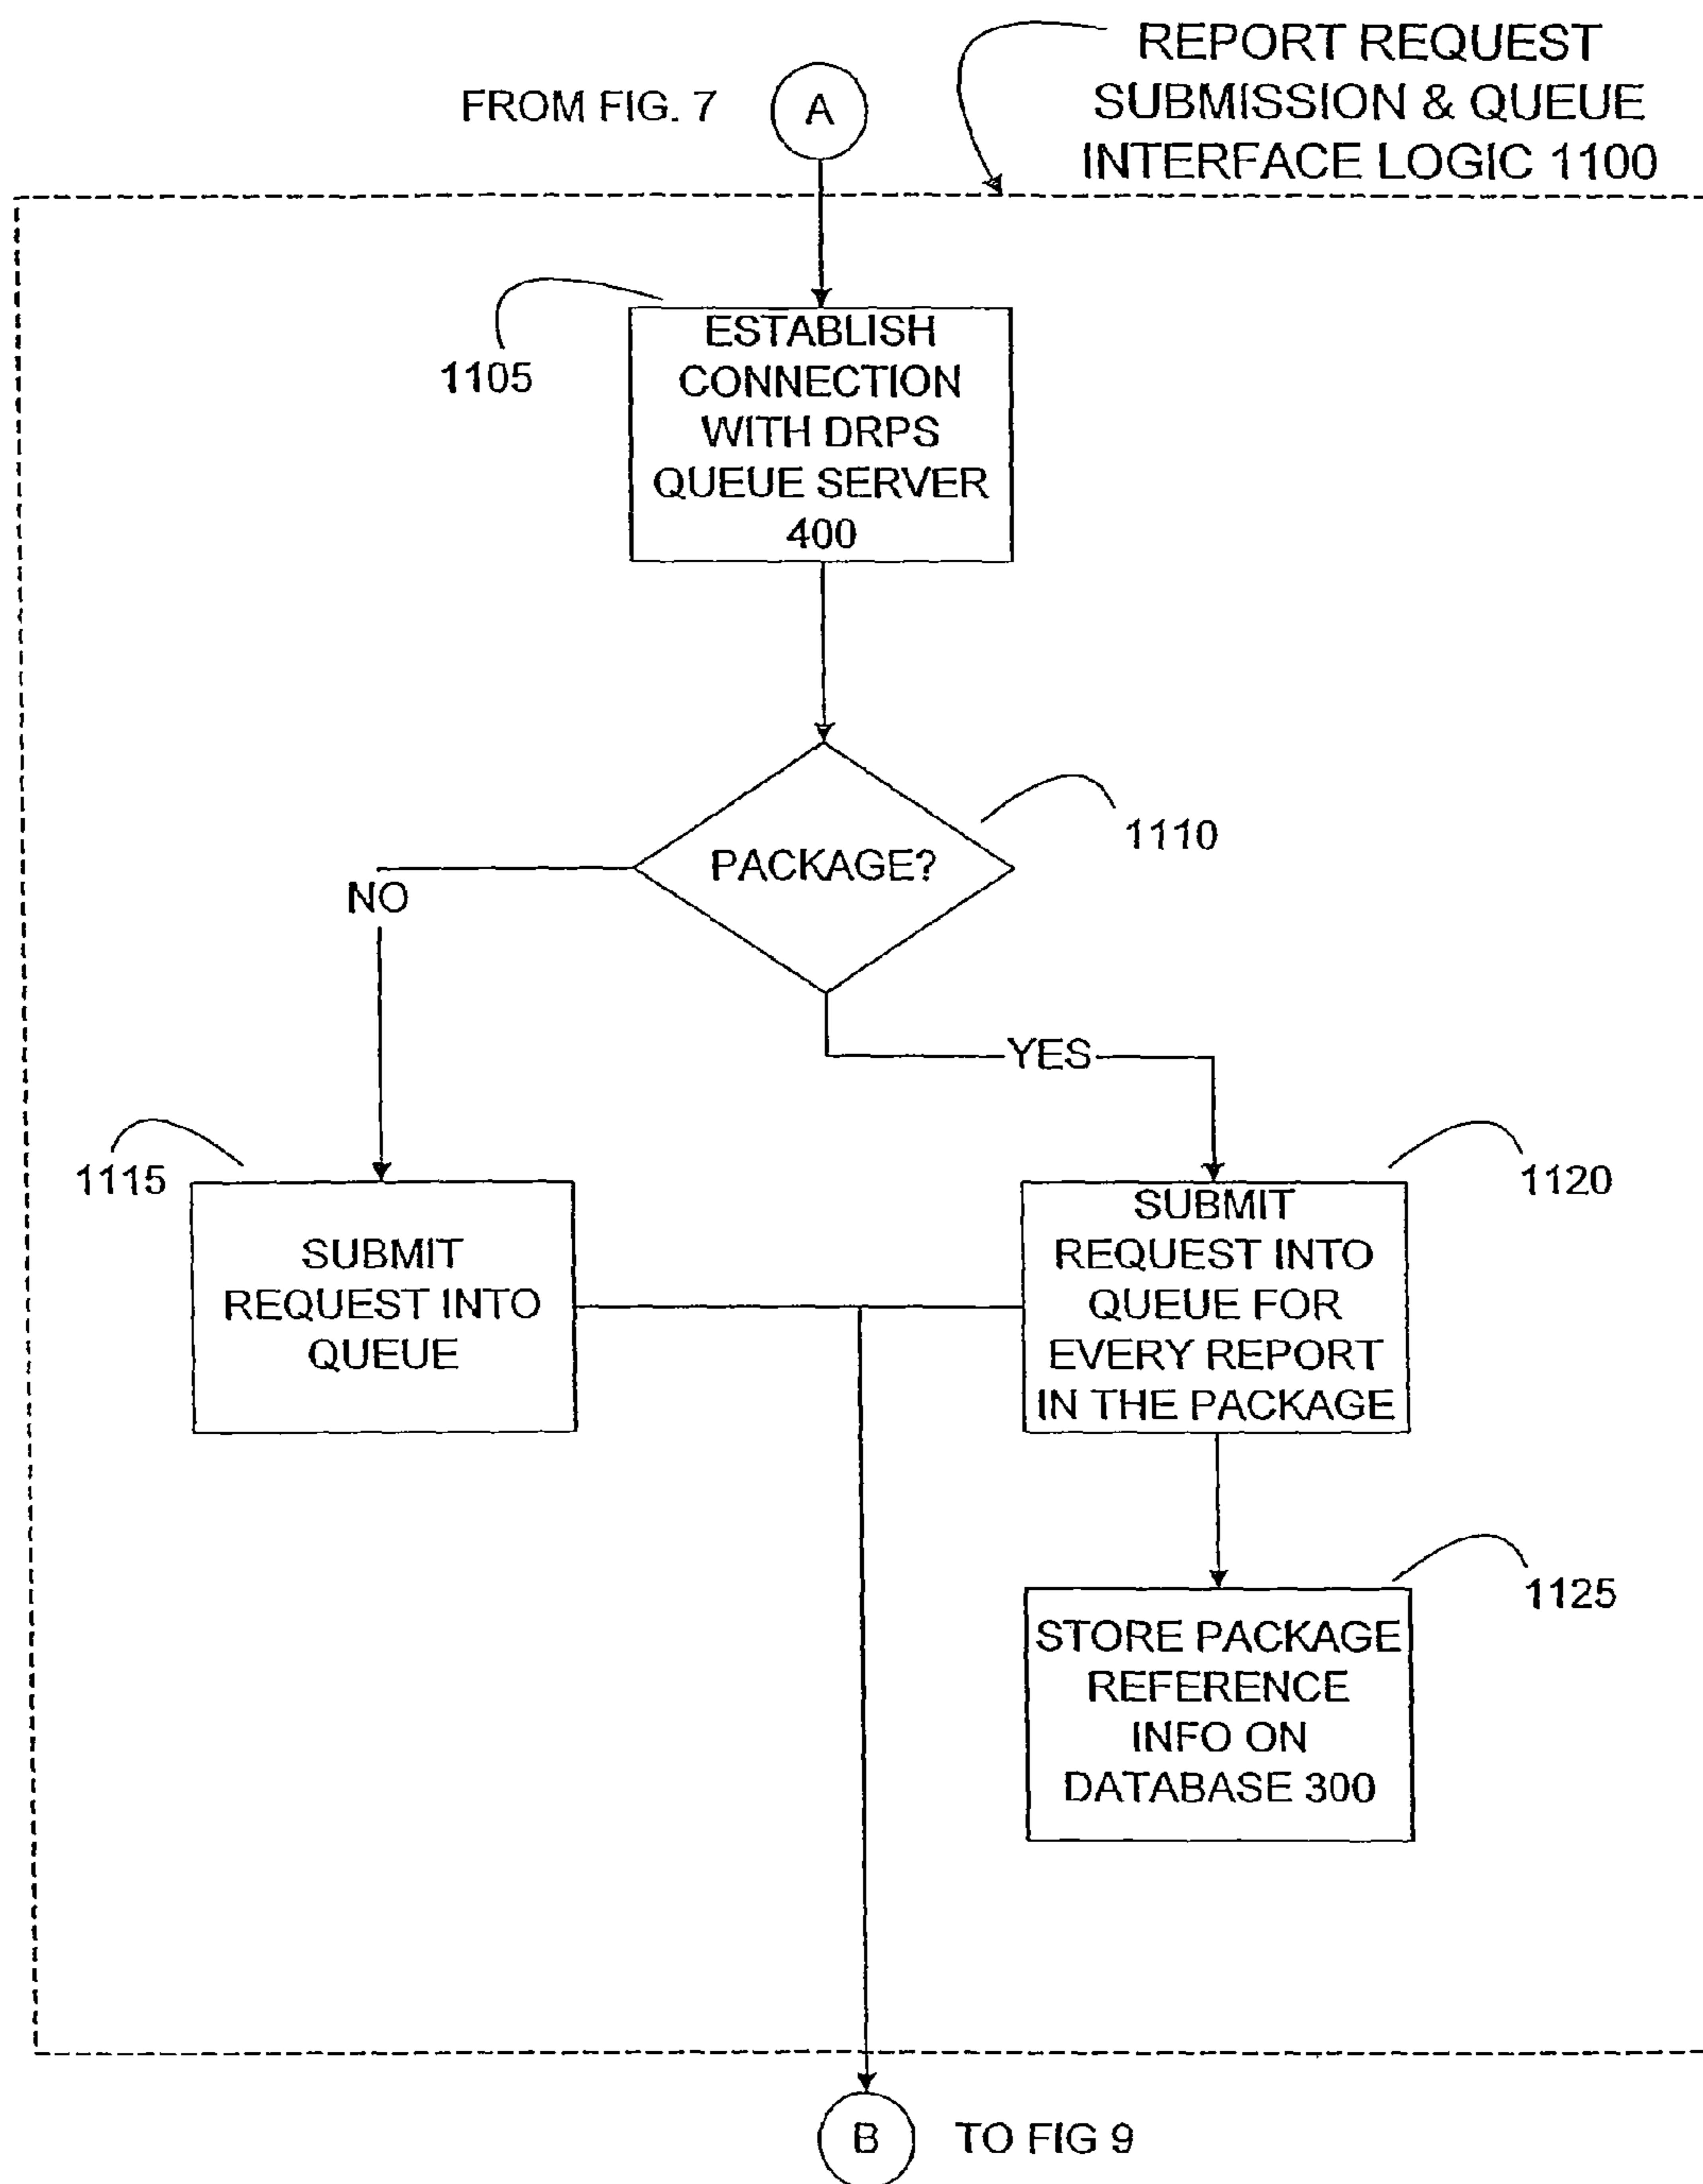 REPORT REQUEST
SUBMISSION & QUEUE
INTERFACE LOGIC 1100
FROM FIG. 7
A
1105
ESTABLISH
CONNECTION
WITH DRPS
QUEUE SERVER
400
PACKAGE?
1110
NO
YES
1115
SUBMIT
REQUEST INTO
QUEUE
1120
SUBMIT
REQUEST INTO
QUEUE FOR
EVERY REPORT
IN THE PACKAGE
1125
STORE PACKAGE
REFERENCE
INFO ON
DATABASE 300
B
TO FIG 9